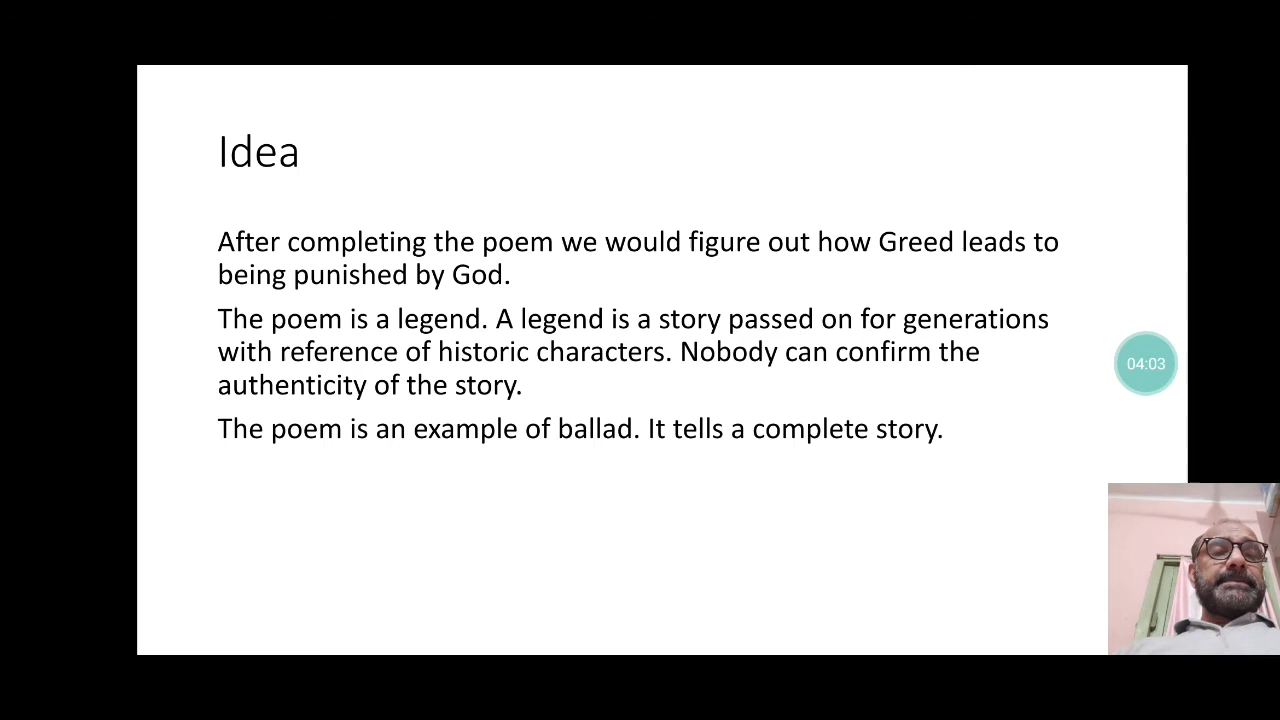 Idea
After completing the poem we would figure out how Greed leads to
being punished by God.
The poem is a legend. A legend is a story passed on for generations
with reference of historic characters. Nobody can confirm the
authenticity of the story.
04:03
The poem is an example of ballad. It tells a complete story.